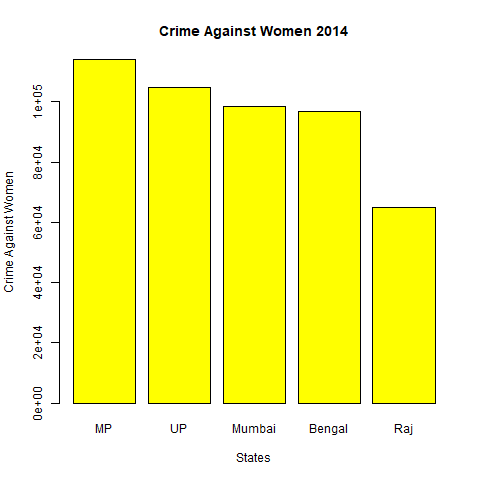 Crime Against Women 2014
Crime Against Women
1e+05
8e+04
6e+04
4e+04
2e+04
0e+00
MP UP Mumbai Bengal Raj
States